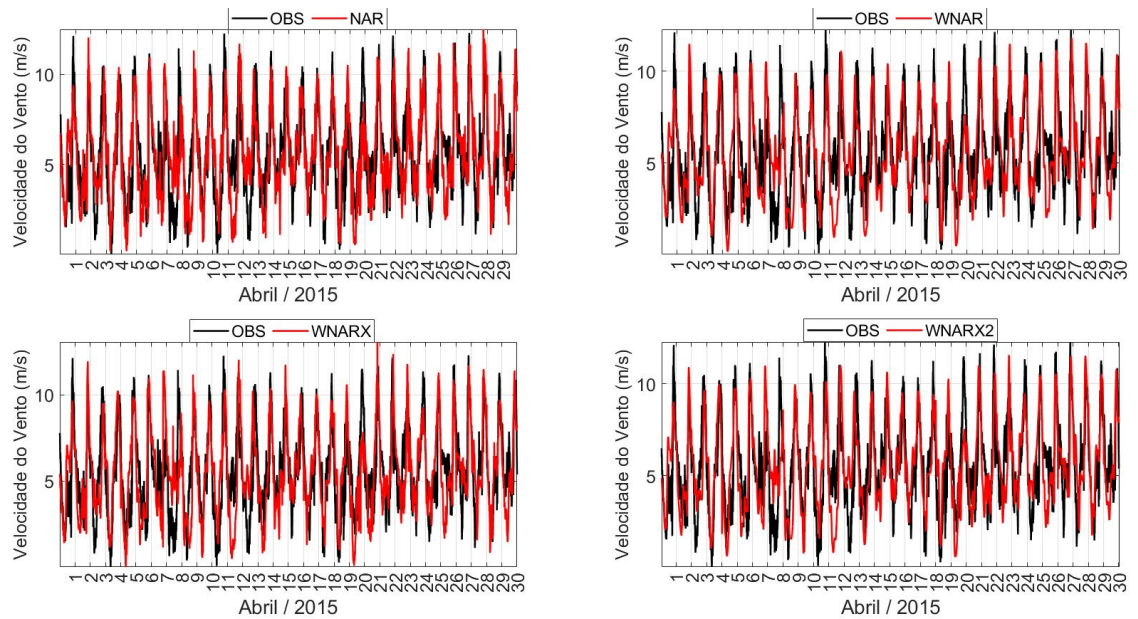 OBS NAR
Velocidade do Vento (m/s)
10
5
1 2 3 4 5 6 7 8 9 10 11 12 13 14 15 16 17 18 19 20 21 22 23 24 25 26 27 28 29
Abril / 2015
OBS WNAR
Velocidade do Vento (m/s)
10
5
1 2 3 4 5 6 7 8 9 10 11 12 13 14 15 16 17 18 19 20 21 22 23 24 25 26 27 28 29 30
Abril / 2015
OBS WNARX
Velocidade do Vento (m/s)
10
5
1 2 3 4 5 6 7 8 9 10 11 12 13 14 15 16 17 18 19 20 21 22 23 24 25 26 27 28 29 30
Abril / 2015
OBS WNARX2
Velocidade do Vento (m/s)
10
5
1 2 3 4 5 6 7 8 9 10 11 12 13 14 15 16 17 18 19 20 21 22 23 24 25 26 27 28 29 30
Abril / 2015